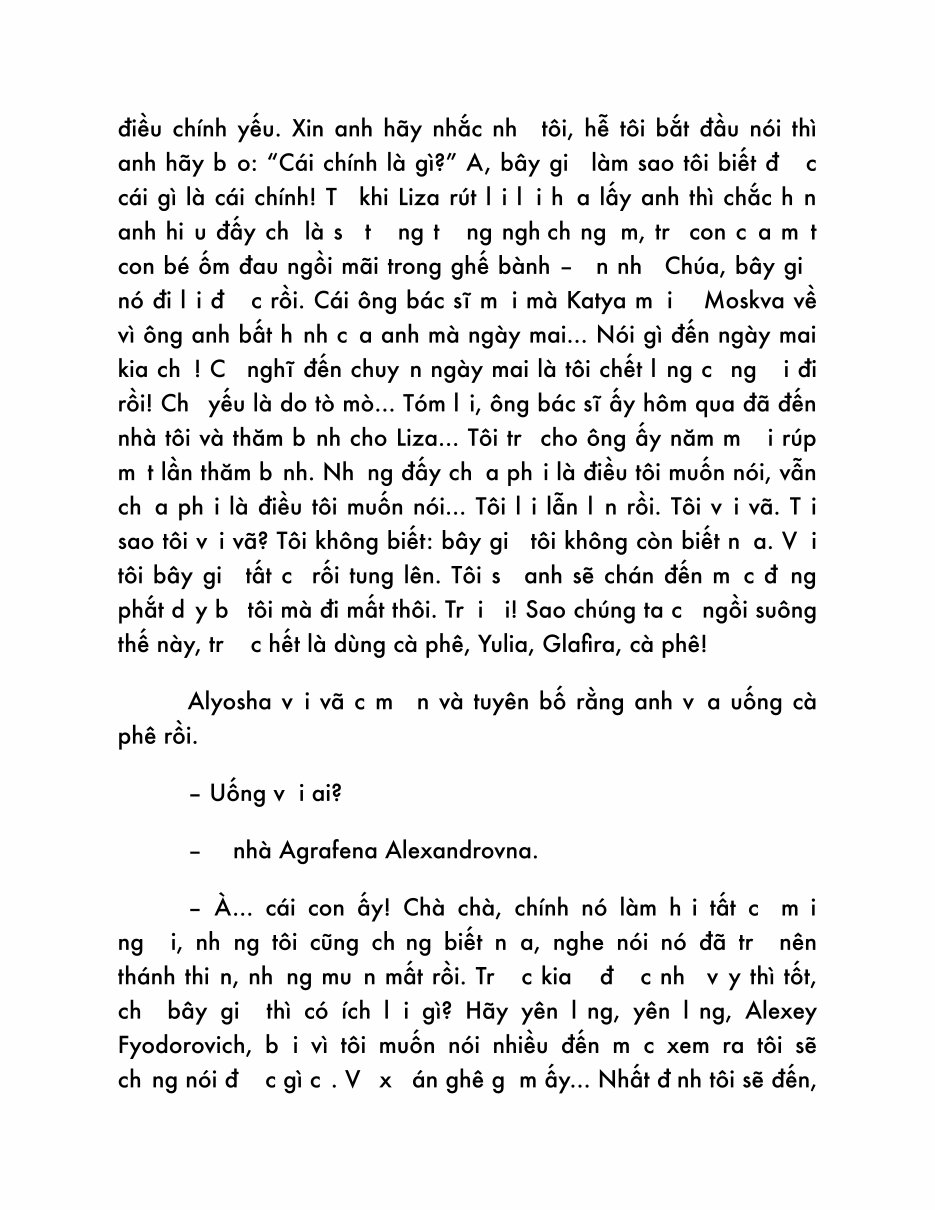 điều chính yếu. Xin anh hãy nhắc nh tôi, hễ tôi bắt đầu nói thì
anh hãy b o: “Cái chính là gì?” A, bây gi làm sao tôi biết đ c
cái gì là cái chính! T khi Liza rút l i l i h a lấy anh thì chắc h n
anh hi u đấy ch là s t ng t ng ngh ch ng m, tr con c a m t
con bé ốm đau ngồi mãi trong ghế bành – n nh Chúa, bây gi
nó đi l i đ c rồi. Cái ông bác sĩ m i mà Katya m i Moskva về
vì ông anh bất h nh c a anh mà ngày mai... Nói gì đến ngày mai
kia ch ! C nghĩ đến chuy n ngày mai là tôi chết l ng c ng i đi
rồi! Ch yếu là do tò mò... Tóm l i, ông bác sĩ ấy hôm qua đã đến
nhà tôi và thăm b nh cho Liza... Tôi tr cho ông ấy năm m i rúp
m t lần thăm b nh. Nh ng đấy ch a ph i là điều tôi muốn nói, vẫn
ch a ph i là điều tôi muốn nói... Tôi l i lẫn l n rồi. Tôi v i vã. T i
sao tôi v i vã? Tôi không biết: bây gi tôi không còn biết n a. V i
tôi bây gi tất c rối tung lên. Tôi s anh sẽ chán đến m c đ ng
phắt d y b tôi mà đi mất thôi. Tr i i! Sao chúng ta c ngồi suông
thế này, tr c hết là dùng cà phê, Yulia, Glafira, cà phê!
Alyosha v i vã c m n và tuyên bố rằng anh v a uống cà
phê rồi.
– Uống v i ai?
– nhà Agrafena Alexandrovna.
– À... cái con ấy! Chà chà, chính nó làm h i tất c m i
ng i, nh ng tôi cũng ch ng biết n a, nghe nói nó đã tr nên
thánh thi n, nh ng mu n mất rồi. Tr c kia đ c nh v y thì tốt,
ch bây gi thì có ích l i gì? Hãy yên l ng, yên l ng, Alexey
Fyodorovich, b i vì tôi muốn nói nhiều đến m c xem ra tôi sẽ
ch ng nói đ c gì c . V x án ghê g m ấy... Nhất đ nh tôi sẽ đến,